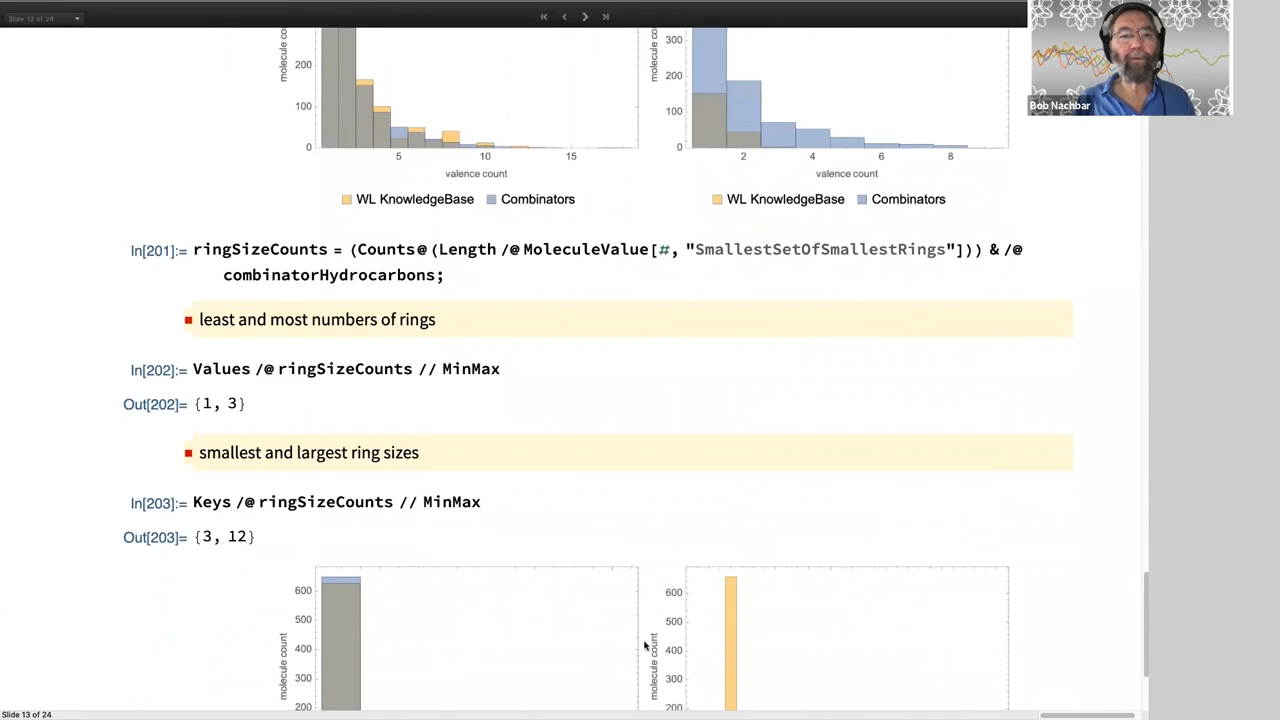 Slide 13 of 24
Bob Nachbar
molecule count
200
100
0
5
10
15
valence count
WL KnowledgeBase
Combinators
molecule count
300
200
100
0
2
4
6
8
valence count
WL KnowledgeBase
Combinators
In[201]:= ringSizeCounts = (Counts@(Length /@ MoleculeValue[#, "SmallestSetOfSmallestRings"])) & /@
combinatorHydrocarbons;
least and most numbers of rings
In[202]:= Values /@ ringSizeCounts // MinMax
Out[202]= {1, 3}
smallest and largest ring sizes
In[203]:= Keys /@ ringSizeCounts // MinMax
Out[203]= {3, 12}
molecule count
600
500
400
300
200
molecule count
600
500
400
300
200
Slide 13 of 24